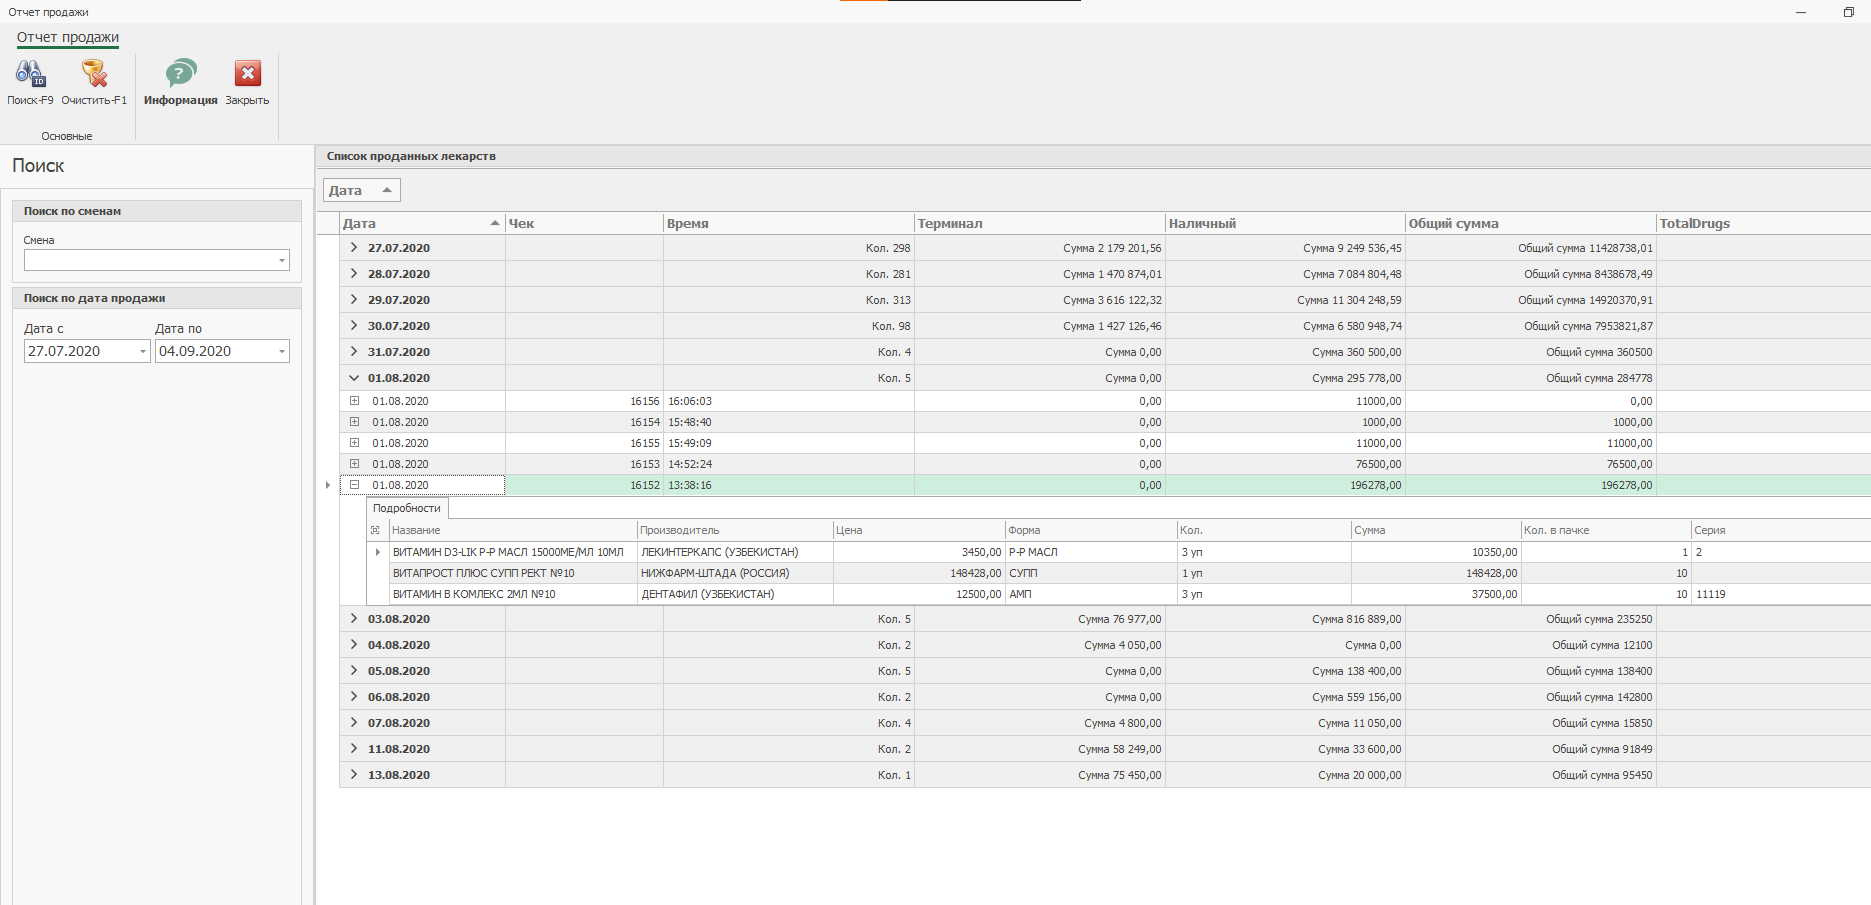 Отчет продажи
Отчет продажи
Поиск-F9 Очистить-F1 Информация Закрыть
Основные
Поиск
Поиск по сменам
Смена
Поиск по дата продажи
Дата с Дата по
27.07.2020 04.09.2020
Список проданных лекарств
Дата
Дата Чек Время Терминал Наличный Общий сумма TotalDrugs
27.07.2020 Кол. 298 Сумма 2 179 201,56 Сумма 9 249 536,45 Общий сумма 11428738,01
28.07.2020 Кол. 281 Сумма 1 470 874,01 Сумма 7 084 804,48 Общий сумма 8438678,49
29.07.2020 Кол. 313 Сумма 3 616 122,32 Сумма 11 304 248,59 Общий сумма 14920370,91
30.07.2020 Кол. 98 Сумма 1 427 126,46 Сумма 6 580 948,74 Общий сумма 7953821,87
31.07.2020 Кол. 4 Сумма 0,00 Сумма 360 500,00 Общий сумма 360500
01.08.2020 Кол. 5 Сумма 0,00 Сумма 295 778,00 Общий сумма 284778
01.08.2020 16156 16:06:03 0,00 11000,00 0,00
01.08.2020 16154 15:48:40 0,00 1000,00 1000,00
01.08.2020 16155 15:49:09 0,00 11000,00 11000,00
01.08.2020 16153 14:52:24 0,00 76500,00 76500,00
01.08.2020 16152 13:38:16 0,00 196278,00 196278,00
Подробности
Название Производитель Цена Форма Кол. Сумма Кол. в пачке Серия
ВИТАМИН D3-LIK Р-Р МАСЛ 15000МЕ/МЛ 10МЛ ЛЕКИНТЕРКАПС (УЗБЕКИСТАН) 3450,00 Р-Р МАСЛ 3 уп 10350,00 1 2
ВИТАПРОСТ ПЛЮС СУПП РЕКТ №10 НИЖФАРМ-ШТАДА (РОССИЯ) 148428,00 СУПП 1 уп 148428,00 10
ВИТАМИН В КОМЛЕКС 2МЛ №10 ДЕНТАФИЛ (УЗБЕКИСТАН) 12500,00 АМП 3 уп 37500,00 10 11119
03.08.2020 Кол. 5 Сумма 76 977,00 Сумма 816 889,00 Общий сумма 235250
04.08.2020 Кол. 2 Сумма 4 050,00 Сумма 0,00 Общий сумма 12100
05.08.2020 Кол. 5 Сумма 0,00 Сумма 138 400,00 Общий сумма 138400
06.08.2020 Кол. 2 Сумма 0,00 Сумма 559 156,00 Общий сумма 142800
07.08.2020 Кол. 4 Сумма 4 800,00 Сумма 11 050,00 Общий сумма 15850
11.08.2020 Кол. 2 Сумма 58 249,00 Сумма 33 600,00 Общий сумма 91849
13.08.2020 Кол. 1 Сумма 75 450,00 Сумма 20 000,00 Общий сумма 95450